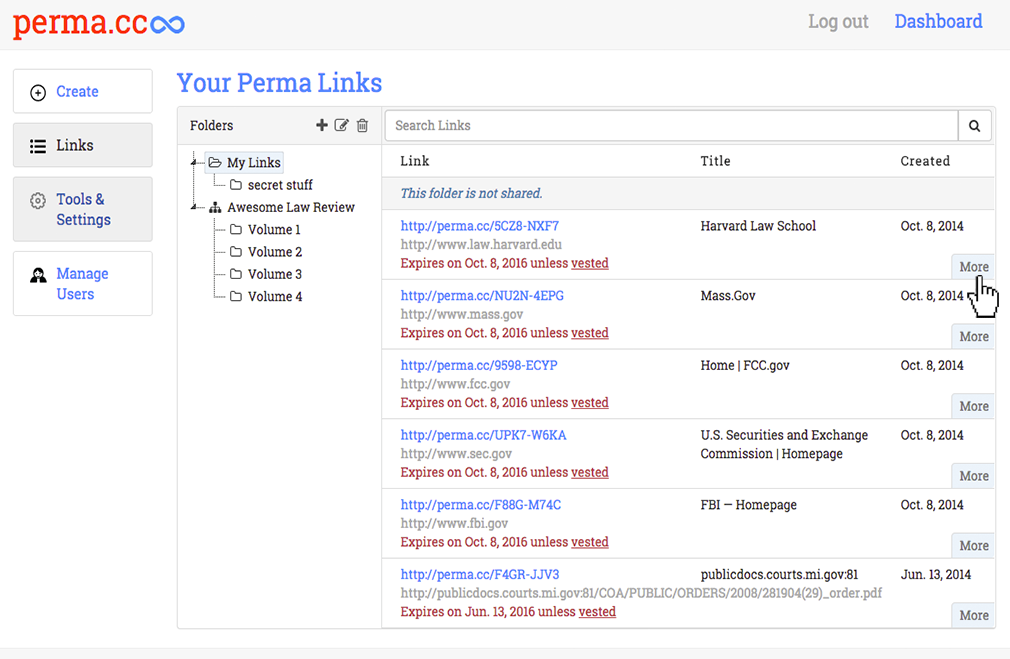 perma.cc
Log out Dashboard
Create
Links
Tools &
Settings
Manage
Users
Your Perma Links
Folders
My Links
secret stuff
Awesome Law Review
Volume 1
Volume 2
Volume 3
Volume 4
Search Links
Link Title Created
This folder is not shared.
http://perma.cc/5CZ8-NXF7 Harvard Law School Oct. 8, 2014
http://www.law.harvard.edu
Expires on Oct. 8, 2016 unless vested
More
http://perma.cc/NU2N-4EPG Mass.Gov Oct. 8, 2014
http://www.mass.gov
Expires on Oct. 8, 2016 unless vested
More
http://perma.cc/9598-ECYP Home | FCC.gov Oct. 8, 2014
http://www.fcc.gov
Expires on Oct. 8, 2016 unless vested
More
http://perma.cc/UPK7-W6KA U.S. Securities and Exchange Oct. 8, 2014
http://www.sec.gov Commission | Homepage
Expires on Oct. 8, 2016 unless vested
More
http://perma.cc/F88G-M74C FBI — Homepage Oct. 8, 2014
http://www.fbi.gov
Expires on Oct. 8, 2016 unless vested
More
http://perma.cc/F4GR-JJV3 publicdocs.courts.mi.gov:81 Jun. 13, 2014
http://publicdocs.courts.mi.gov:81/COA/PUBLIC/ORDERS/2008/281904(29)_order.pdf
Expires on Jun. 13, 2016 unless vested
More